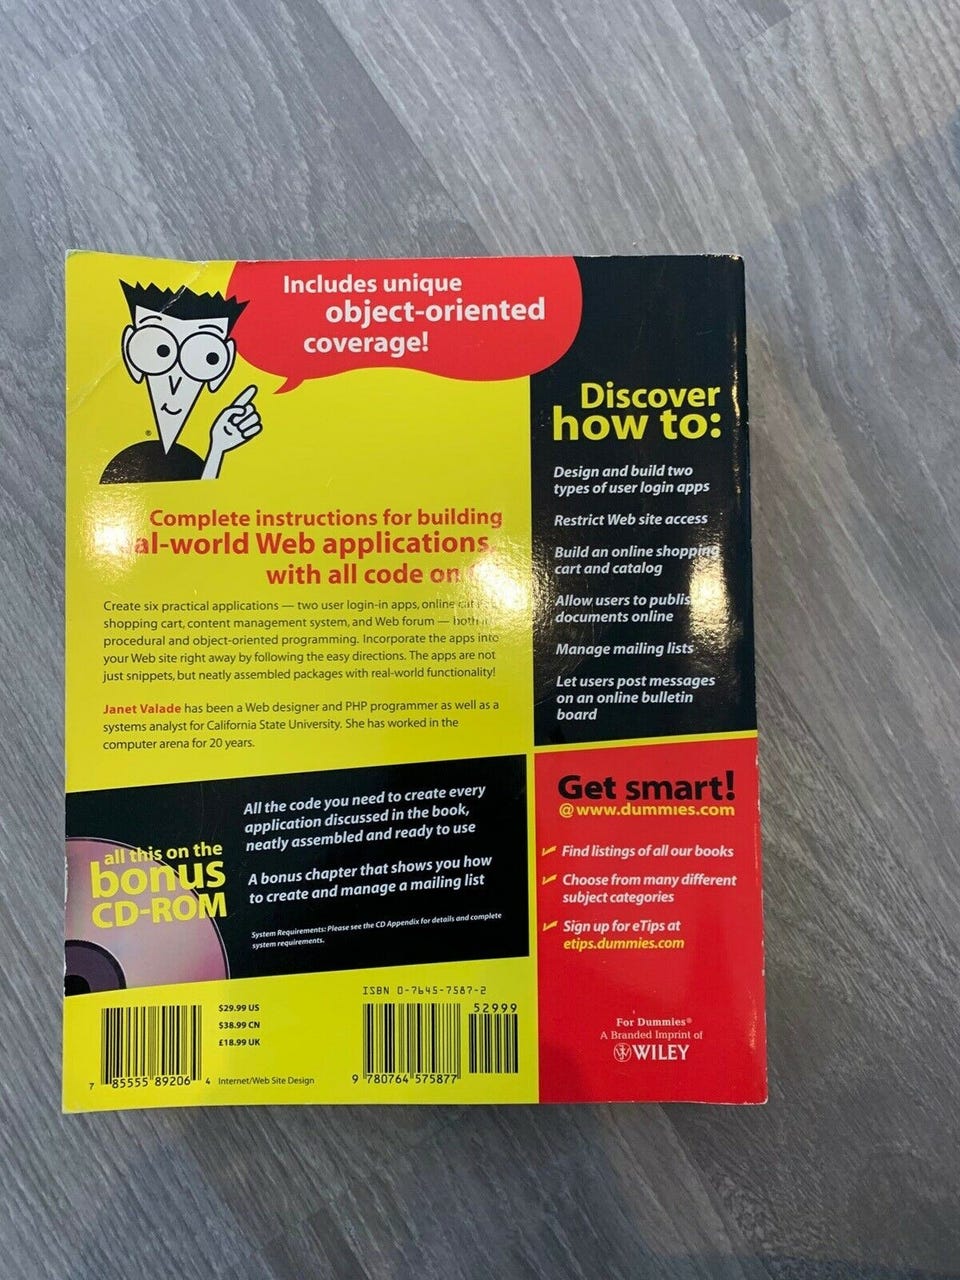 Includes unique
object-oriented
coverage!
Complete instructions for building
al-world Web applications,
with all code on
Create six practical applications — two user login-in apps, online
shopping cart, content management system, and Web forum — both in
procedural and object-oriented programming. Incorporate the apps into
your Web site right away by following the easy directions. The apps are not
just snippets, but neatly assembled packages with real-world functionality!
Janet Valade has been a Web designer and PHP programmer as well as a
systems analyst for California State University. She has worked in the
computer arena for 20 years.
all this on the
bonus
CD-ROM
All the code you need to create every
application discussed in the book,
neatly assembled and ready to use
A bonus chapter that shows you how
to create and manage a mailing list
System Requirements: Please see the CD Appendix for details and complete
system requirements.
7 85555 89206 4
$29.99 US
$38.99 CN
£18.99 UK
Internet/Web Site Design
ISBN 0-7645-7587-2
52999
9 780764 575877
Discover
how to:
Design and build two
types of user login apps
Restrict Web site access
Build an online shopping
cart and catalog
Allow users to publis
documents online
Manage mailing lists
Let users post messages
on an online bulletin
board
Get smart!
@www.dummies.com
Find listings of all our books
Choose from many different
subject categories
Sign up for eTips at
etips.dummies.com
For Dummies®
A Branded Imprint of
WILEY